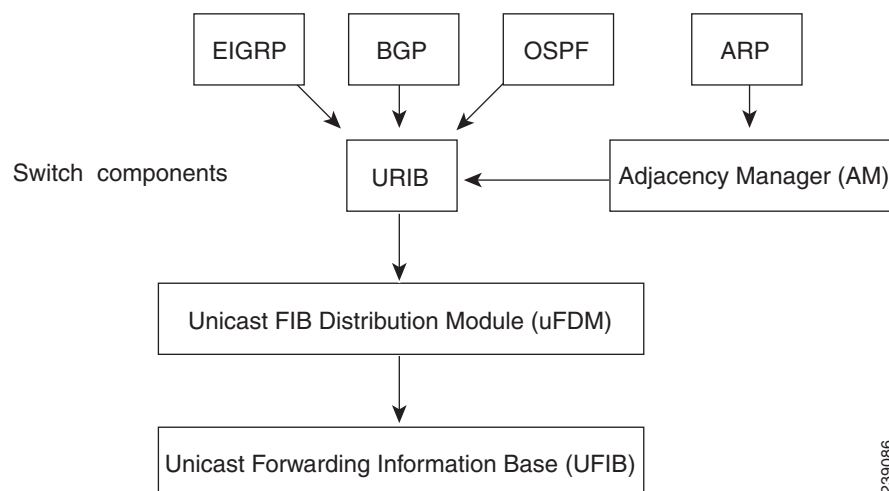 EIGRP
BGP
OSPF
ARP
Switch components
URIB
Adjacency Manager (AM)
Unicast FIB Distribution Module (uFDM)
Unicast Forwarding Information Base (UFIB)
239086